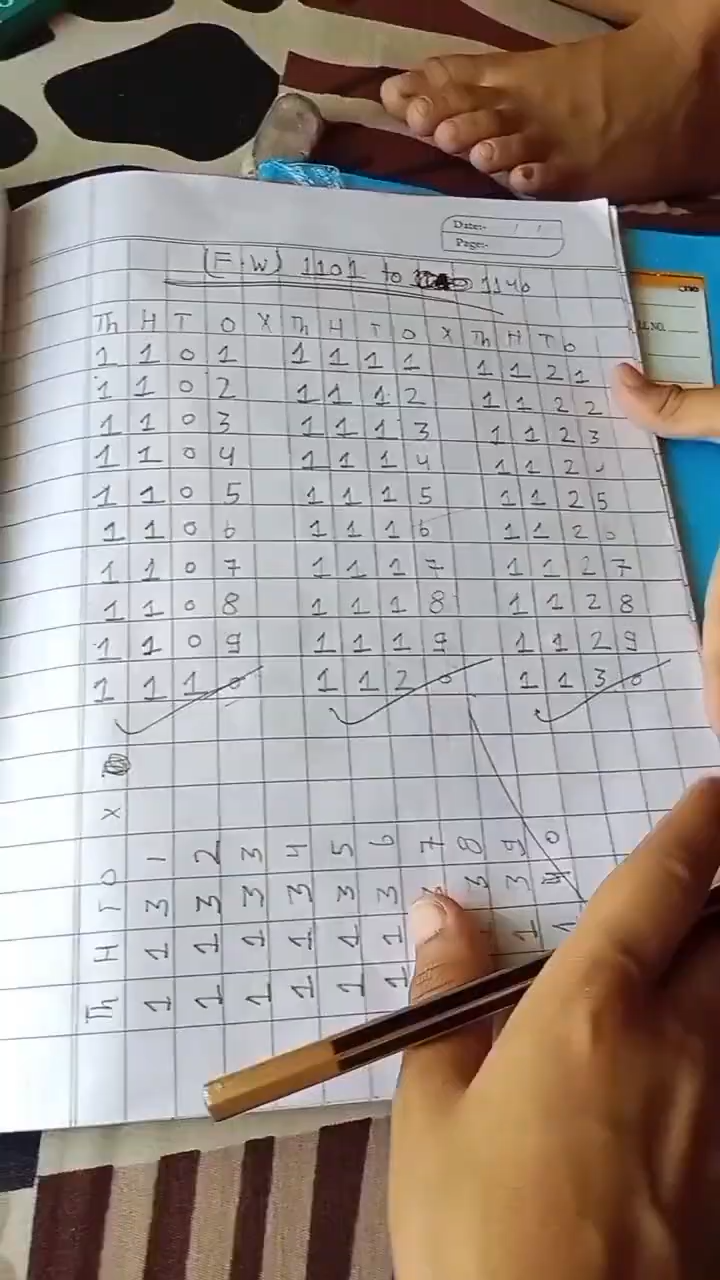 Date:- / /
Page:-
(F.W) 1101 to 1140
Th H T O X Th H T O X Th H T O
1 1 0 1 1 1 1 1 1 1 2 1
1 1 0 2 1 1 1 2 1 1 2 2
1 1 0 3 1 1 1 3 1 1 2 3
1 1 0 4 1 1 1 4 1 1 2 4
1 1 0 5 1 1 1 5 1 1 2 5
1 1 0 6 1 1 1 6 1 1 2 6
1 1 0 7 1 1 1 7 1 1 2 7
1 1 0 8 1 1 1 8 1 1 2 8
1 1 0 9 1 1 1 9 1 1 2 9
1 1 1 0 1 1 2 0 1 1 3 0
Th H T O X
1 1 3 1
1 1 3 2
1 1 3 3
1 1 3 4
1 1 3 5
1 1 3 6
3 7
3 8
1 3 9
1 4 0
LL NO.